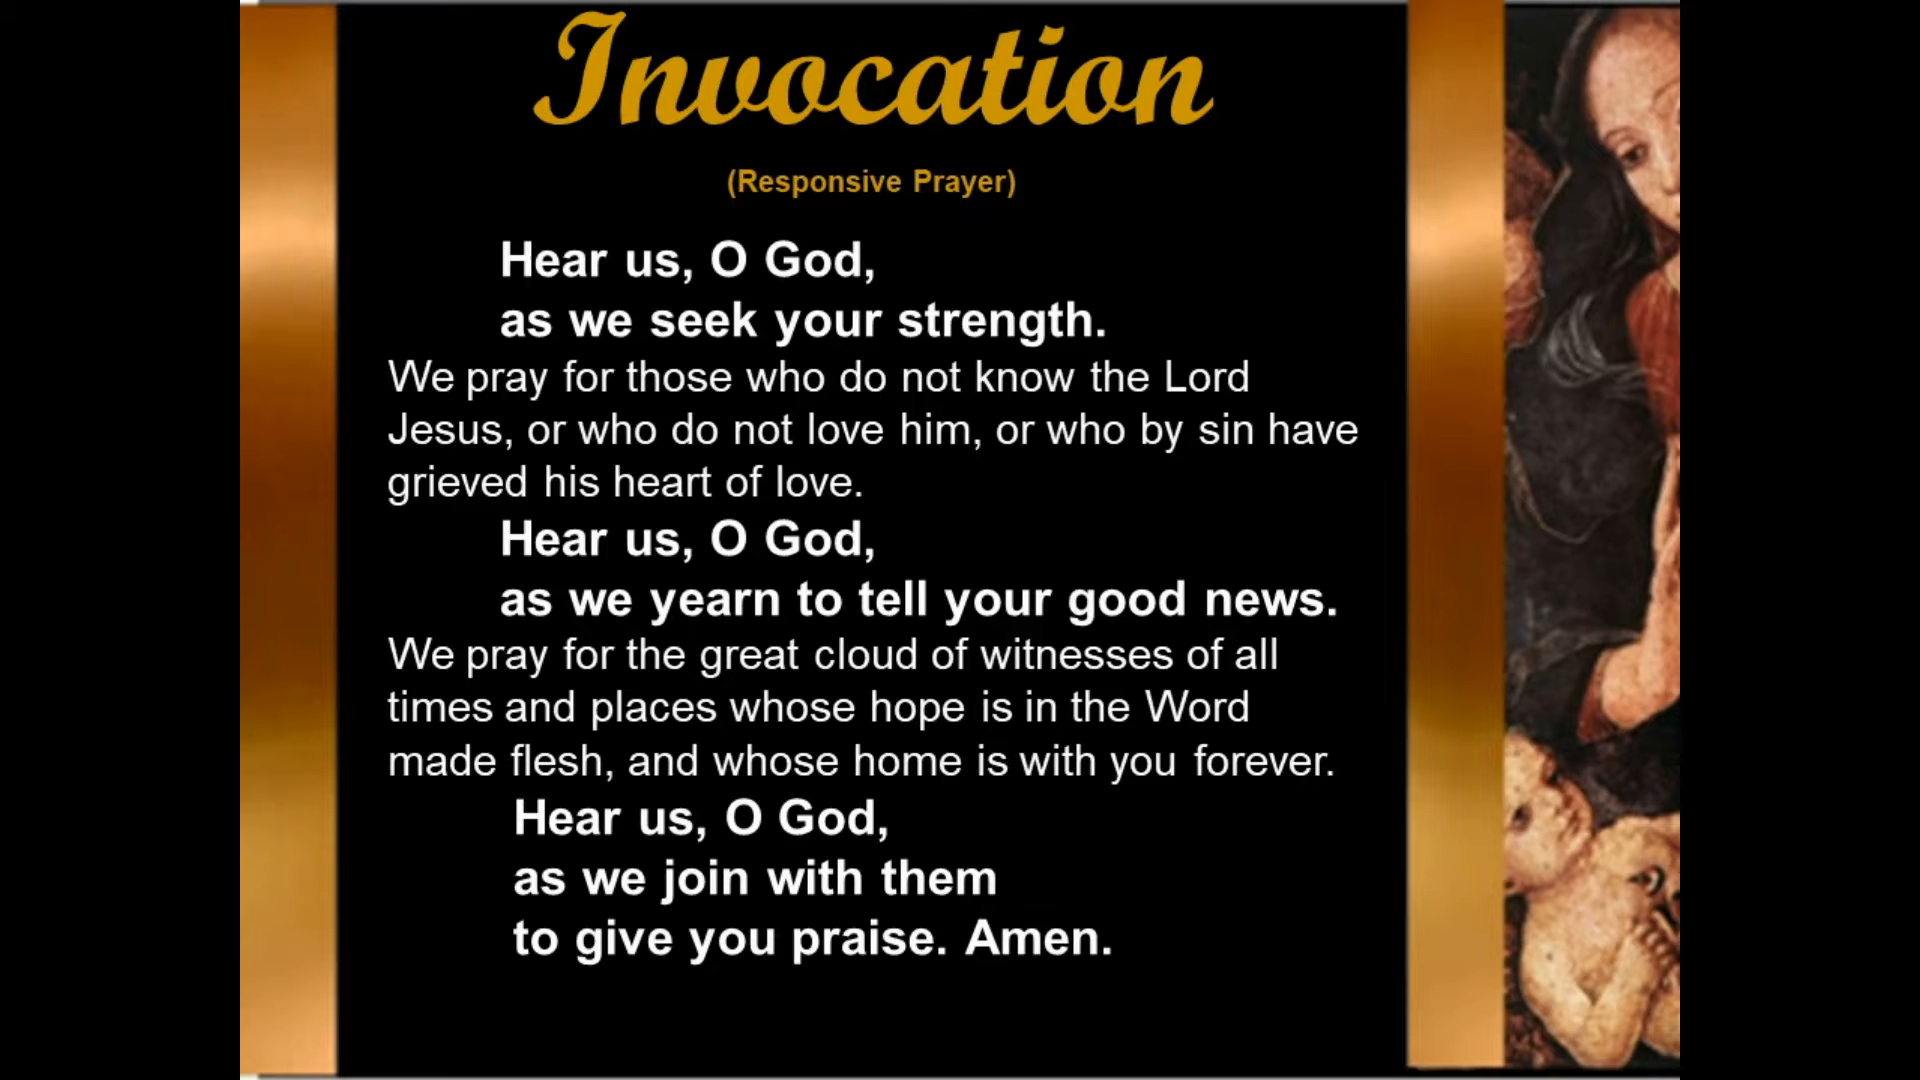 Invocation
(Responsive Prayer)
Hear us, O God,
as we seek your strength.
We pray for those who do not know the Lord
Jesus, or who do not love him, or who by sin have
grieved his heart of love.
Hear us, O God,
as we yearn to tell your good news.
We pray for the great cloud of witnesses of all
times and places whose hope is in the Word
made flesh, and whose home is with you forever.
Hear us, O God,
as we join with them
to give you praise. Amen.